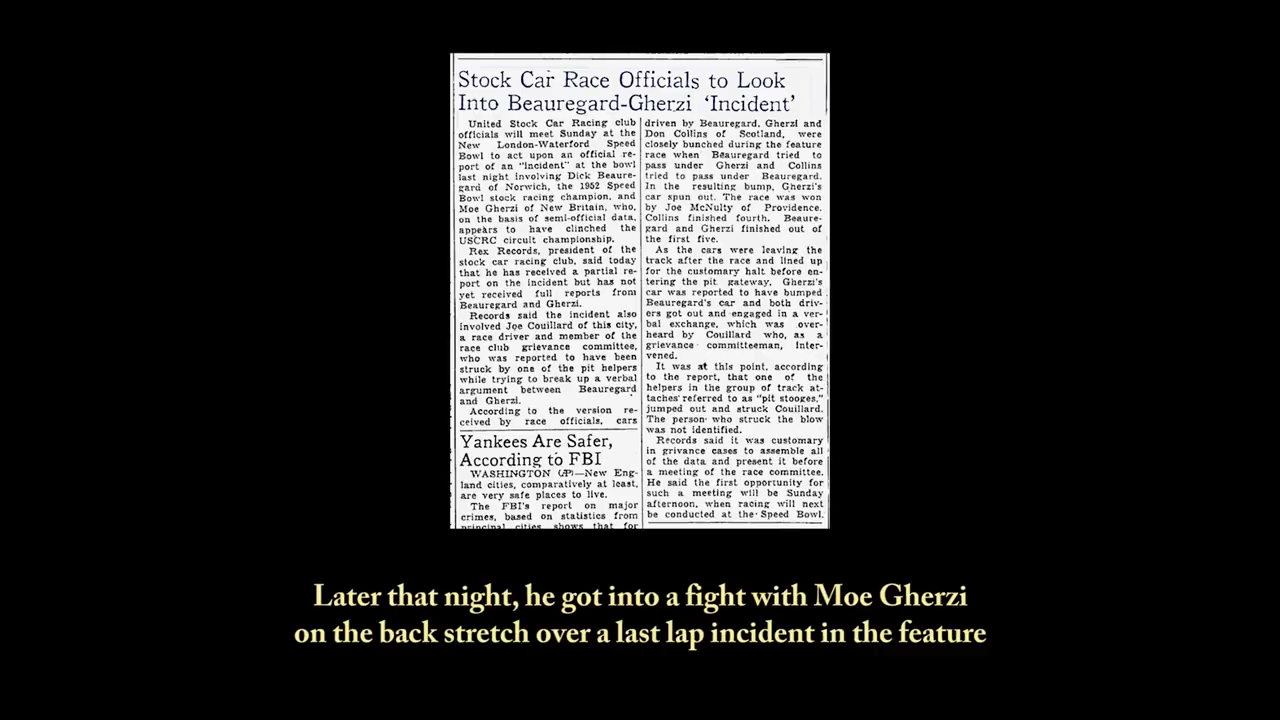 Stock Car Race Officials to Look
Into Beauregard-Gherzi 'Incident'
United Stock Car Racing club
officials will meet Sunday at the
New London-Waterford Speed
Bowl to act upon an official re-
port of an "incident" at the bowl
last night involving Dick Beaure-
gard of Norwich, the 1952 Speed
Bowl stock racing champion, and
Moe Gherzi of New Britain, who,
on the basis of semi-official data,
appears to have clinched the
USCRC circuit championship.
Rex Records, president of the
stock car racing club, said today
that he has received a partial re-
port on the incident but has not
yet received full reports from
Beauregard and Gherzi.
Records said the incident also
involved Joe Couillard of this city,
a race driver and member of the
race club grievance committee,
who was reported to have been
struck by one of the pit helpers
while trying to break up a verbal
argument between Beauregard
and Gherzi.
According to the version re-
ceived by race officials, cars
driven by Beauregard, Gherzi and
Don Collins of Scotland, were
closely bunched during the feature
race when Beauregard tried to
pass under Gherzi and Collins
tried to pass under Beauregard.
In the resulting bump, Gherzi's
car spun out. The race was won
by Joe McNulty of Providence.
Collins finished fourth. Beaure-
gard and Gherzi finished out of
the first five.
As the cars were leaving the
track after the race and lined up
for the customary halt before en-
tering the pit gateway, Gherzi's
car was reported to have bumped
Beauregard's car and both driv-
ers got out and engaged in a ver-
bal exchange, which was over-
heard by Couillard who, as a
grievance committeeman, inter-
vened.
It was at this point, according
to the report, that one of the
helpers in the group of track at-
taches referred to as "pit stooges,"
jumped out and struck Couillard.
The person who struck the blow
was not identified.
Records said it was customary
in grivance cases to assemble all
of the data and present it before
a meeting of the race committee.
He said the first opportunity for
such a meeting will be Sunday
afternoon, when racing will next
be conducted at the Speed Bowl.
Yankees Are Safer,
According to FBI
WASHINGTON (AP)—New Eng-
land cities, comparatively at least,
are very safe places to live.
The FBI's report on major
crimes, based on statistics from
principal cities, shows that for
Later that night, he got into a fight with Moe Gherzi
on the back stretch over a last lap incident in the feature